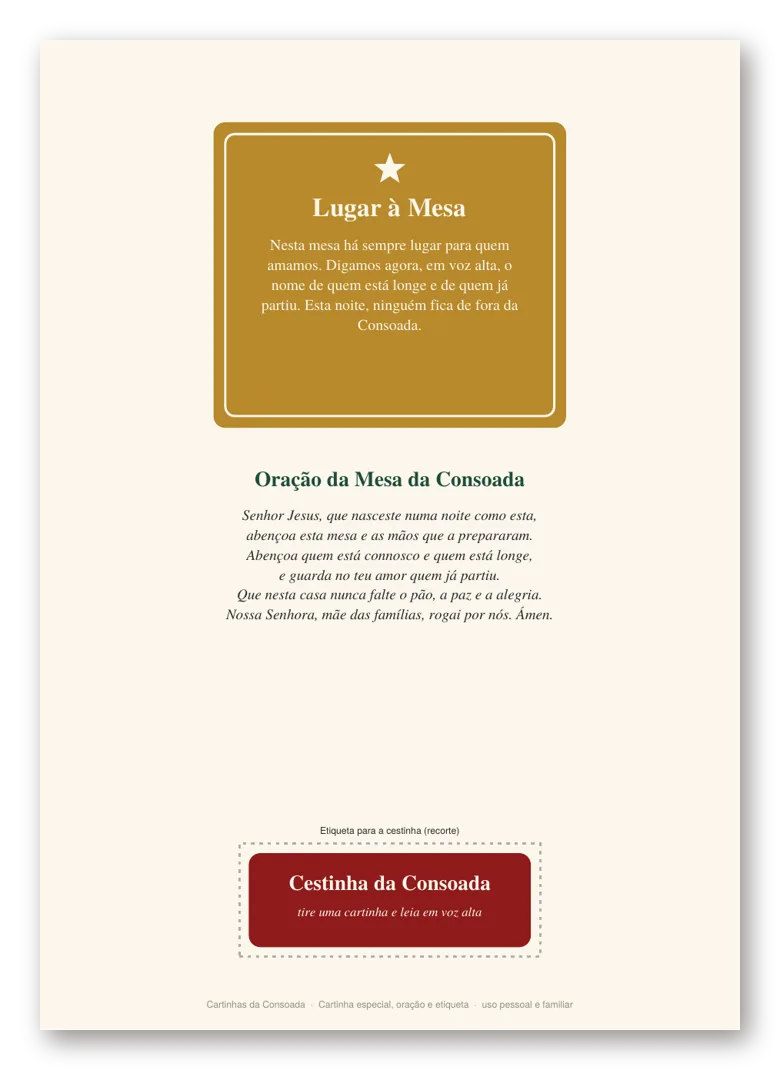 Lugar à Mesa
Nesta mesa há sempre lugar para quem
amamos. Digamos agora, em voz alta, o
nome de quem está longe e de quem já
partiu. Esta noite, ninguém fica de fora da
Consoada.
Oração da Mesa da Consoada
Senhor Jesus, que nasceste numa noite como esta,
abençoa esta mesa e as mãos que a prepararam.
Abençoa quem está connosco e quem está longe,
e guarda no teu amor quem já partiu.
Que nesta casa nunca falte o pão, a paz e a alegria.
Nossa Senhora, mãe das famílias, rogai por nós. Ámen.
Etiqueta para a cestinha (recorte)
Cestinha da Consoada
tire uma cartinha e leia em voz alta
Cartinhas da Consoada · Cartinha especial, oração e etiqueta · uso pessoal e familiar